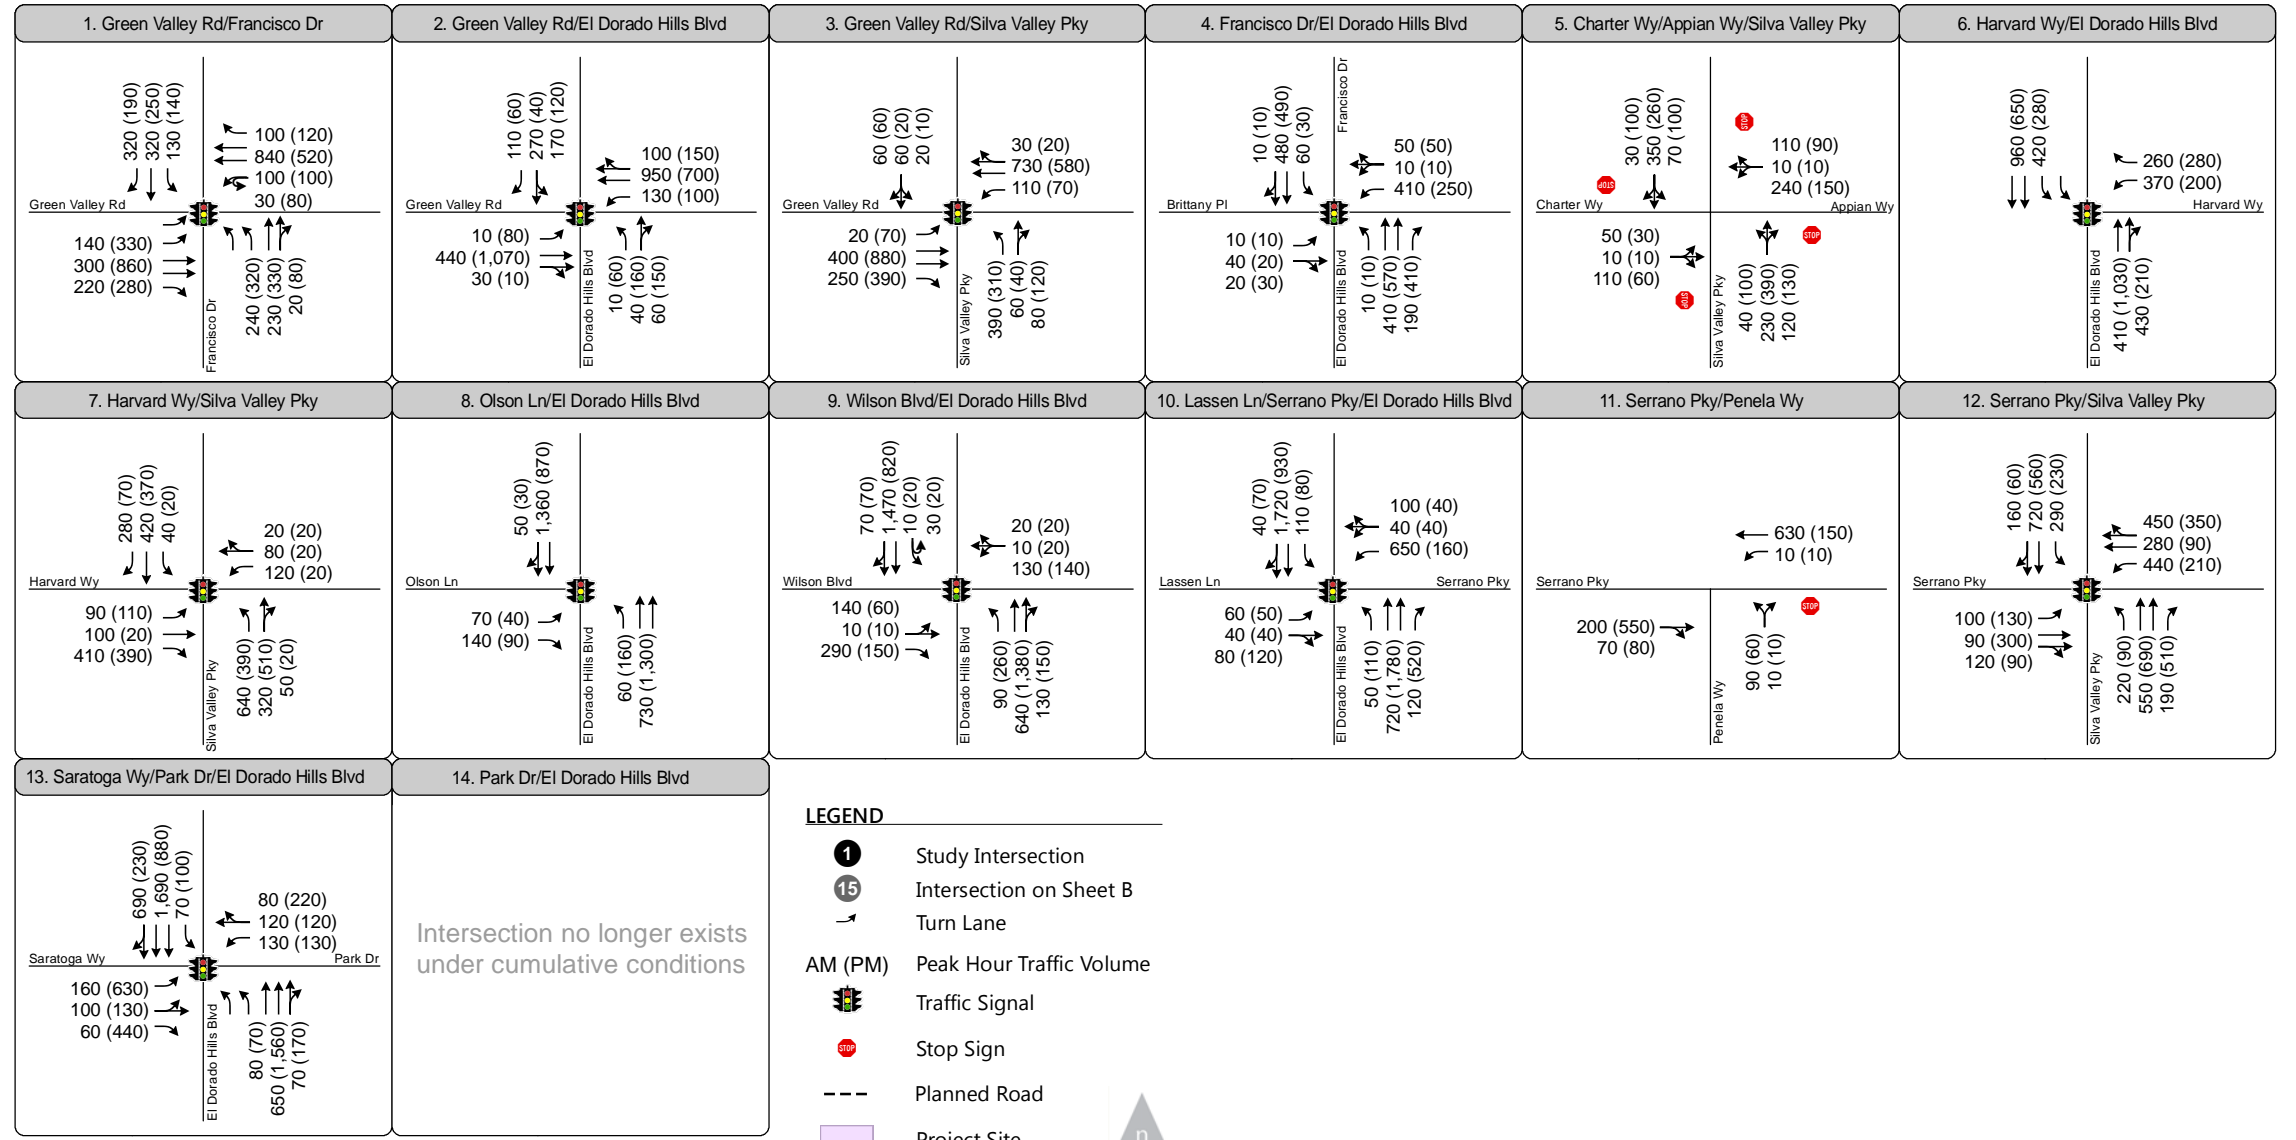 1. Green Valley Rd/Francisco Dr
320 (190)
320 (250)
130 (140)
100 (120)
840 (520)
100 (100)
30 (80)
Green Valley Rd
140 (330)
300 (860)
220 (280)
240 (320)
230 (330)
20 (80)
Francisco Dr
2. Green Valley Rd/El Dorado Hills Blvd
110 (60)
270 (40)
170 (120)
100 (150)
950 (700)
130 (100)
Green Valley Rd
10 (80)
440 (1,070)
30 (10)
10 (60)
40 (160)
60 (150)
El Dorado Hills Blvd
3. Green Valley Rd/Silva Valley Pky
60 (60)
60 (20)
20 (10)
30 (20)
730 (580)
110 (70)
Green Valley Rd
20 (70)
400 (880)
250 (390)
390 (310)
60 (40)
80 (120)
Silva Valley Pky
4. Francisco Dr/El Dorado Hills Blvd
Francisco Dr
10 (10)
480 (490)
60 (30)
50 (50)
10 (10)
410 (250)
Brittany Pl
10 (10)
40 (20)
20 (30)
10 (10)
410 (570)
190 (410)
El Dorado Hills Blvd
5. Charter Wy/Appian Wy/Silva Valley Pky
30 (100)
350 (260)
70 (100)
STOP
STOP
110 (90)
10 (10)
240 (150)
Charter Wy
Appian Wy
50 (30)
10 (10)
110 (60)
STOP
STOP
40 (100)
230 (390)
120 (130)
Silva Valley Pky
6. Harvard Wy/El Dorado Hills Blvd
960 (650)
420 (280)
260 (280)
370 (200)
Harvard Wy
410 (1,030)
430 (210)
El Dorado Hills Blvd
7. Harvard Wy/Silva Valley Pky
280 (70)
420 (370)
40 (20)
20 (20)
80 (20)
120 (20)
Harvard Wy
90 (110)
100 (20)
410 (390)
640 (390)
320 (510)
50 (20)
Silva Valley Pky
8. Olson Ln/El Dorado Hills Blvd
50 (30)
1,360 (870)
Olson Ln
70 (40)
140 (90)
60 (160)
730 (1,300)
El Dorado Hills Blvd
9. Wilson Blvd/El Dorado Hills Blvd
70 (70)
1,470 (820)
10 (20)
30 (20)
20 (20)
10 (20)
130 (140)
Wilson Blvd
140 (60)
10 (10)
290 (150)
90 (260)
640 (1,380)
130 (150)
El Dorado Hills Blvd
10. Lassen Ln/Serrano Pky/El Dorado Hills Blvd
40 (70)
1,720 (930)
110 (80)
100 (40)
40 (40)
650 (160)
Lassen Ln
Serrano Pky
60 (50)
40 (40)
80 (120)
50 (110)
720 (1,780)
120 (520)
El Dorado Hills Blvd
11. Serrano Pky/Penela Wy
630 (150)
10 (10)
Serrano Pky
STOP
200 (550)
70 (80)
90 (60)
10 (10)
Penela Wy
12. Serrano Pky/Silva Valley Pky
160 (60)
720 (560)
290 (230)
450 (350)
280 (90)
440 (210)
Serrano Pky
100 (130)
90 (300)
120 (90)
220 (90)
550 (690)
190 (510)
Silva Valley Pky
13. Saratoga Wy/Park Dr/El Dorado Hills Blvd
690 (230)
1,690 (880)
70 (100)
80 (220)
120 (120)
130 (130)
Saratoga Wy
Park Dr
160 (630)
100 (130)
60 (440)
80 (70)
650 (1,560)
70 (170)
El Dorado Hills Blvd
14. Park Dr/El Dorado Hills Blvd
Intersection no longer exists
under cumulative conditions
LEGEND
1 Study Intersection
15 Intersection on Sheet B
Turn Lane
AM (PM) Peak Hour Traffic Volume
Traffic Signal
STOP Stop Sign
Planned Road
Project Site
n